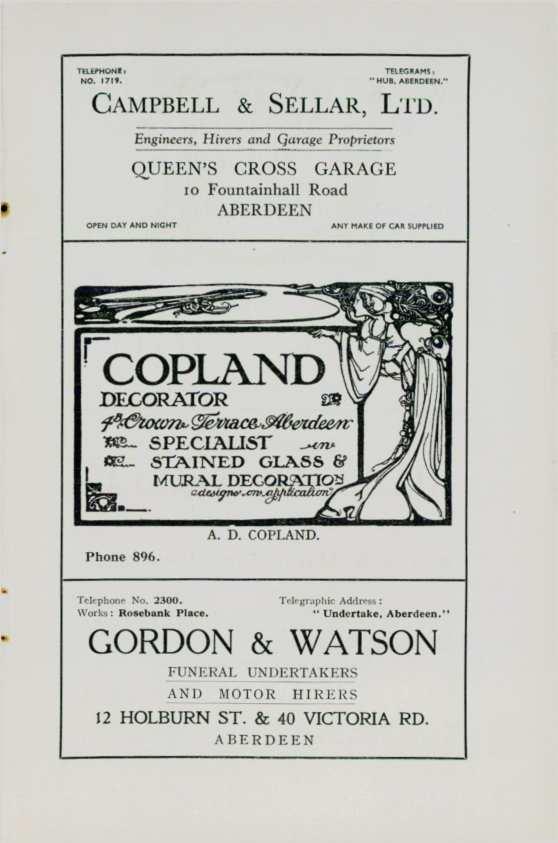 TELEPHONE: TELEGRAMS:
NO. 1719. "HUB, ABERDEEN."
CAMPBELL & SELLAR, LTD.
Engineers, Hirers and Garage Proprietors
QUEEN'S CROSS GARAGE
10 Fountainhall Road
ABERDEEN
OPEN DAY AND NIGHT ANY MAKE OF CAR SUPPLIED
COPLAND
DECORATOR
4A Crown Terrace Aberdeen
SPECIALIST in
STAINED GLASS &
MURAL DECORATION
designs on application
A. D. COPLAND.
Phone 896.
Telephone No. 2300. Telegraphic Address:
Works: Rosebank Place. "Undertake, Aberdeen."
GORDON & WATSON
FUNERAL UNDERTAKERS
AND MOTOR HIRERS
12 HOLBURN ST. & 40 VICTORIA RD.
ABERDEEN